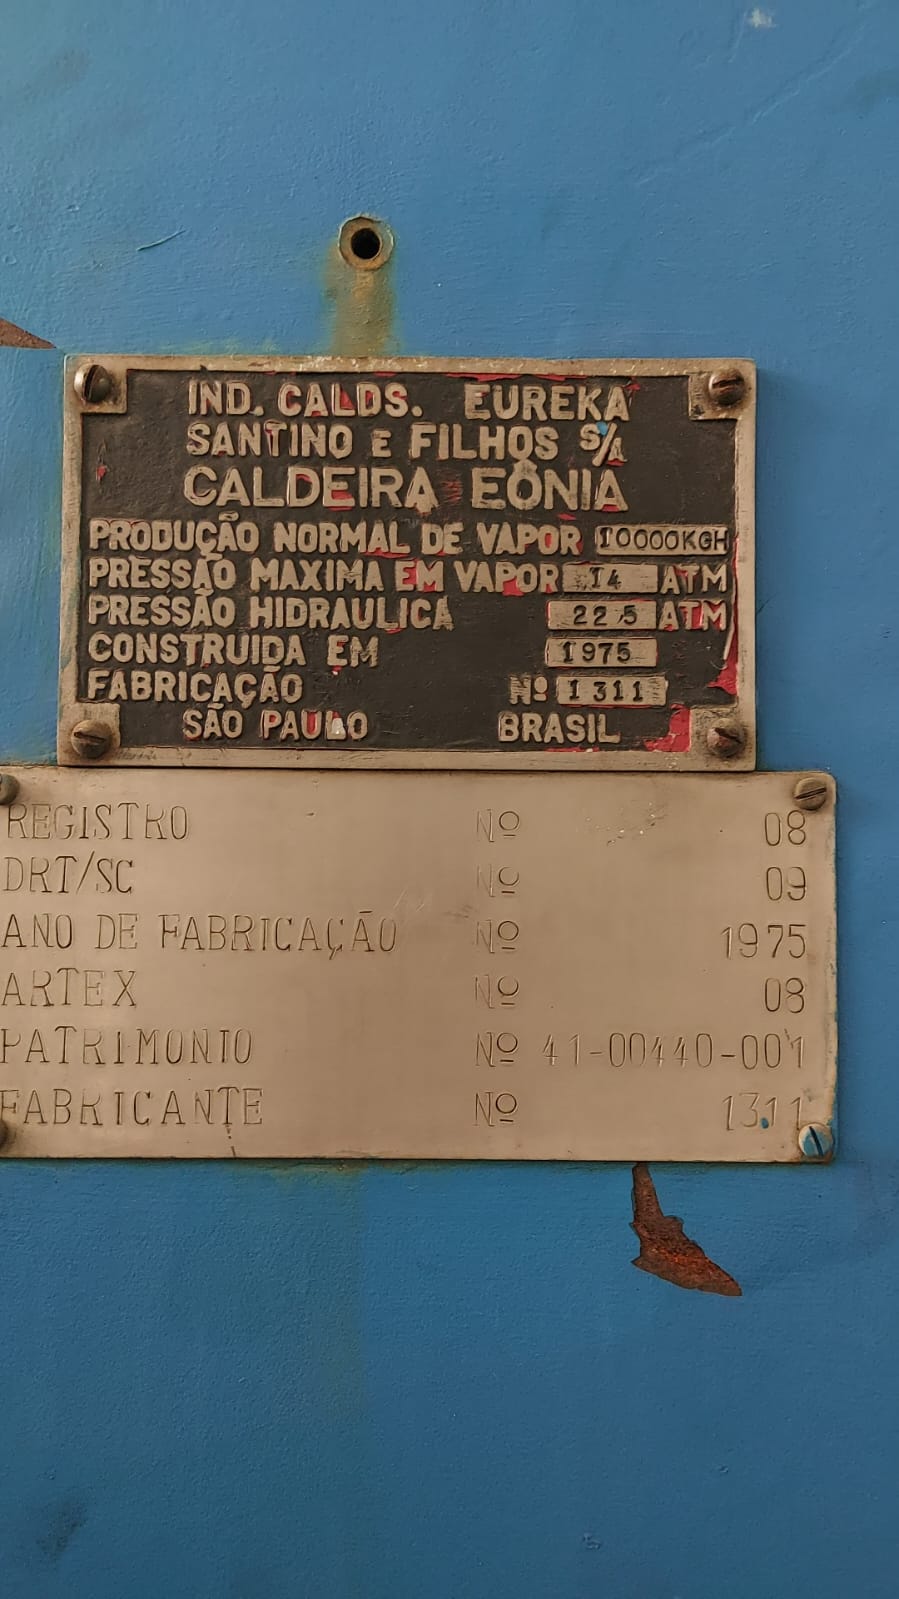 IND. CALDS. EUREKA
SANTINO E FILHOS S/A
CALDEIRA EÔNIA
PRODUÇÃO NORMAL DE VAPOR 10000KGH
PRESSÃO MAXIMA EM VAPOR 14 ATM
PRESSÃO HIDRAULICA 22,5 ATM
CONSTRUIDA EM 1975
FABRICAÇÃO Nº 1311
SÃO PAULO BRASIL
REGISTRO Nº 08
DRT/SC Nº 09
ANO DE FABRICAÇÃO Nº 1975
ARTEX Nº 08
PATRIMONIO Nº 41-00440-001
FABRICANTE Nº 1311